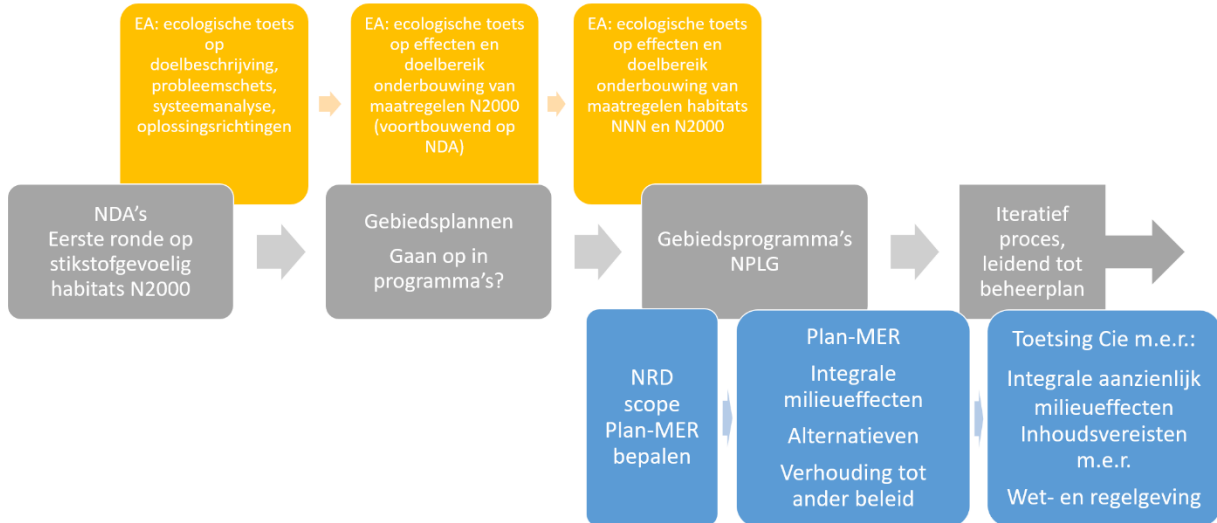 EA: ecologische toets
op
doelbeschrijving,
probleemschets,
systeemanalyse,
oplossingsrichtingen
EA: ecologische toets
op effecten en
doelbereik
onderbouwing van
maatregelen N2000
(voortbouwend op
NDA)
EA: ecologische toets
op effecten en
doelbereik
onderbouwing van
maatregelen habitats
NNN en N2000
NDA's
Eerste ronde op
stikstofgevoelig
habitats N2000
Gebiedsplannen
Gaan op in
programma's?
Gebiedsprogramma's
NPLG
Iteratief
proces,
leidend tot
beheerplan
NRD
scope
Plan-MER
bepalen
Plan-MER
Integrale
milieueffecten
Alternatieven
Verhouding tot
ander beleid
Toetsing Cie m.e.r.:
Integrale aanzienlijk
milieueffecten
Inhoudsvereisten
m.e.r.
Wet- en regelgeving